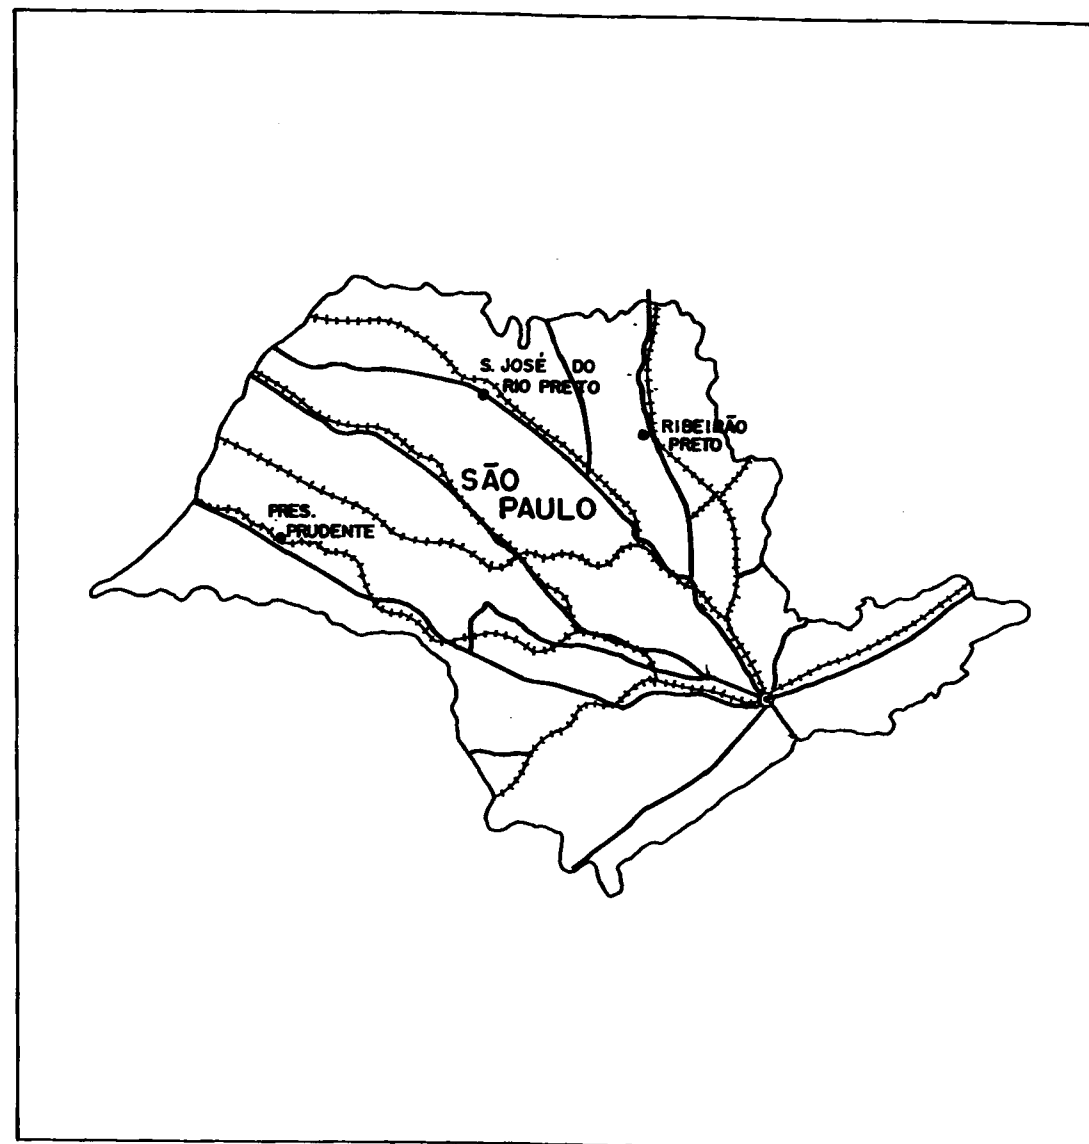 S. JOSÉ DO
RIO PRETO
RIBEIRÃO
PRETO
SÃO
PAULO
PRES.
PRUDENTE